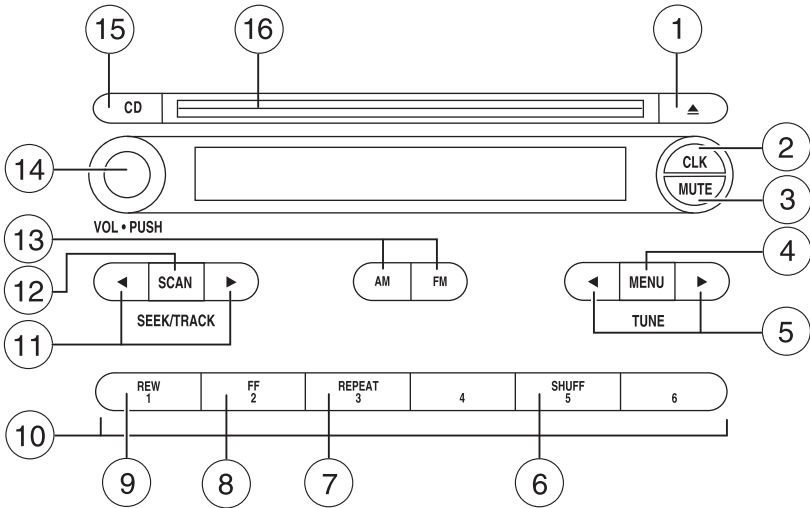 15
16
1
CD
14
CLK
2
MUTE
3
VOL • PUSH
13
4
12
SCAN
AM
FM
MENU
11
SEEK/TRACK
TUNE
5
REW
1
FF
2
REPEAT
3
4
SHUFF
5
6
10
9
8
7
6